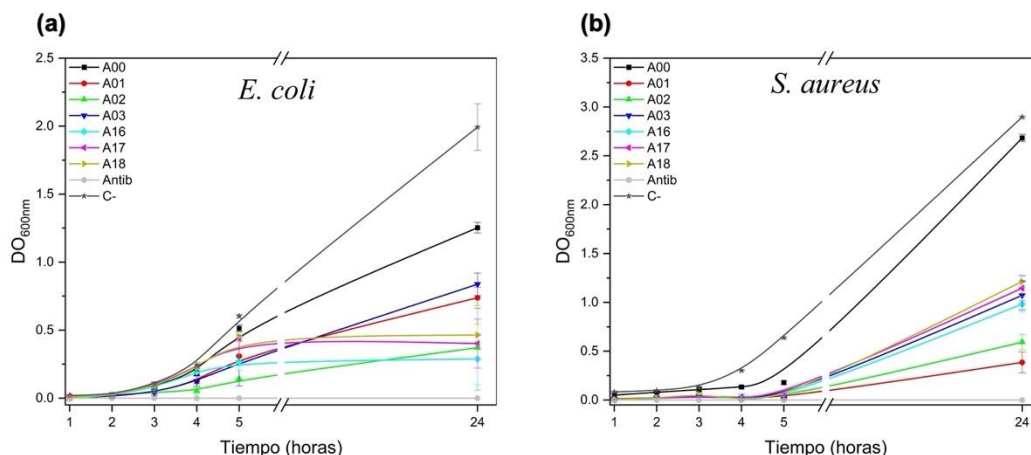 (a)
2.5
2.0
1.5
1.0
0.5
0.0
DO600nm
A00
A01
A02
A03
A16
A17
A18
Antib
C-
E. coli
1 2 3 4 5 24
Tiempo (horas)
(b)
3.5
3.0
2.5
2.0
1.5
1.0
0.5
0.0
DO600nm
A00
A01
A02
A03
A16
A17
A18
Antib
C-
S. aureus
1 2 3 4 5 24
Tiempo (horas)